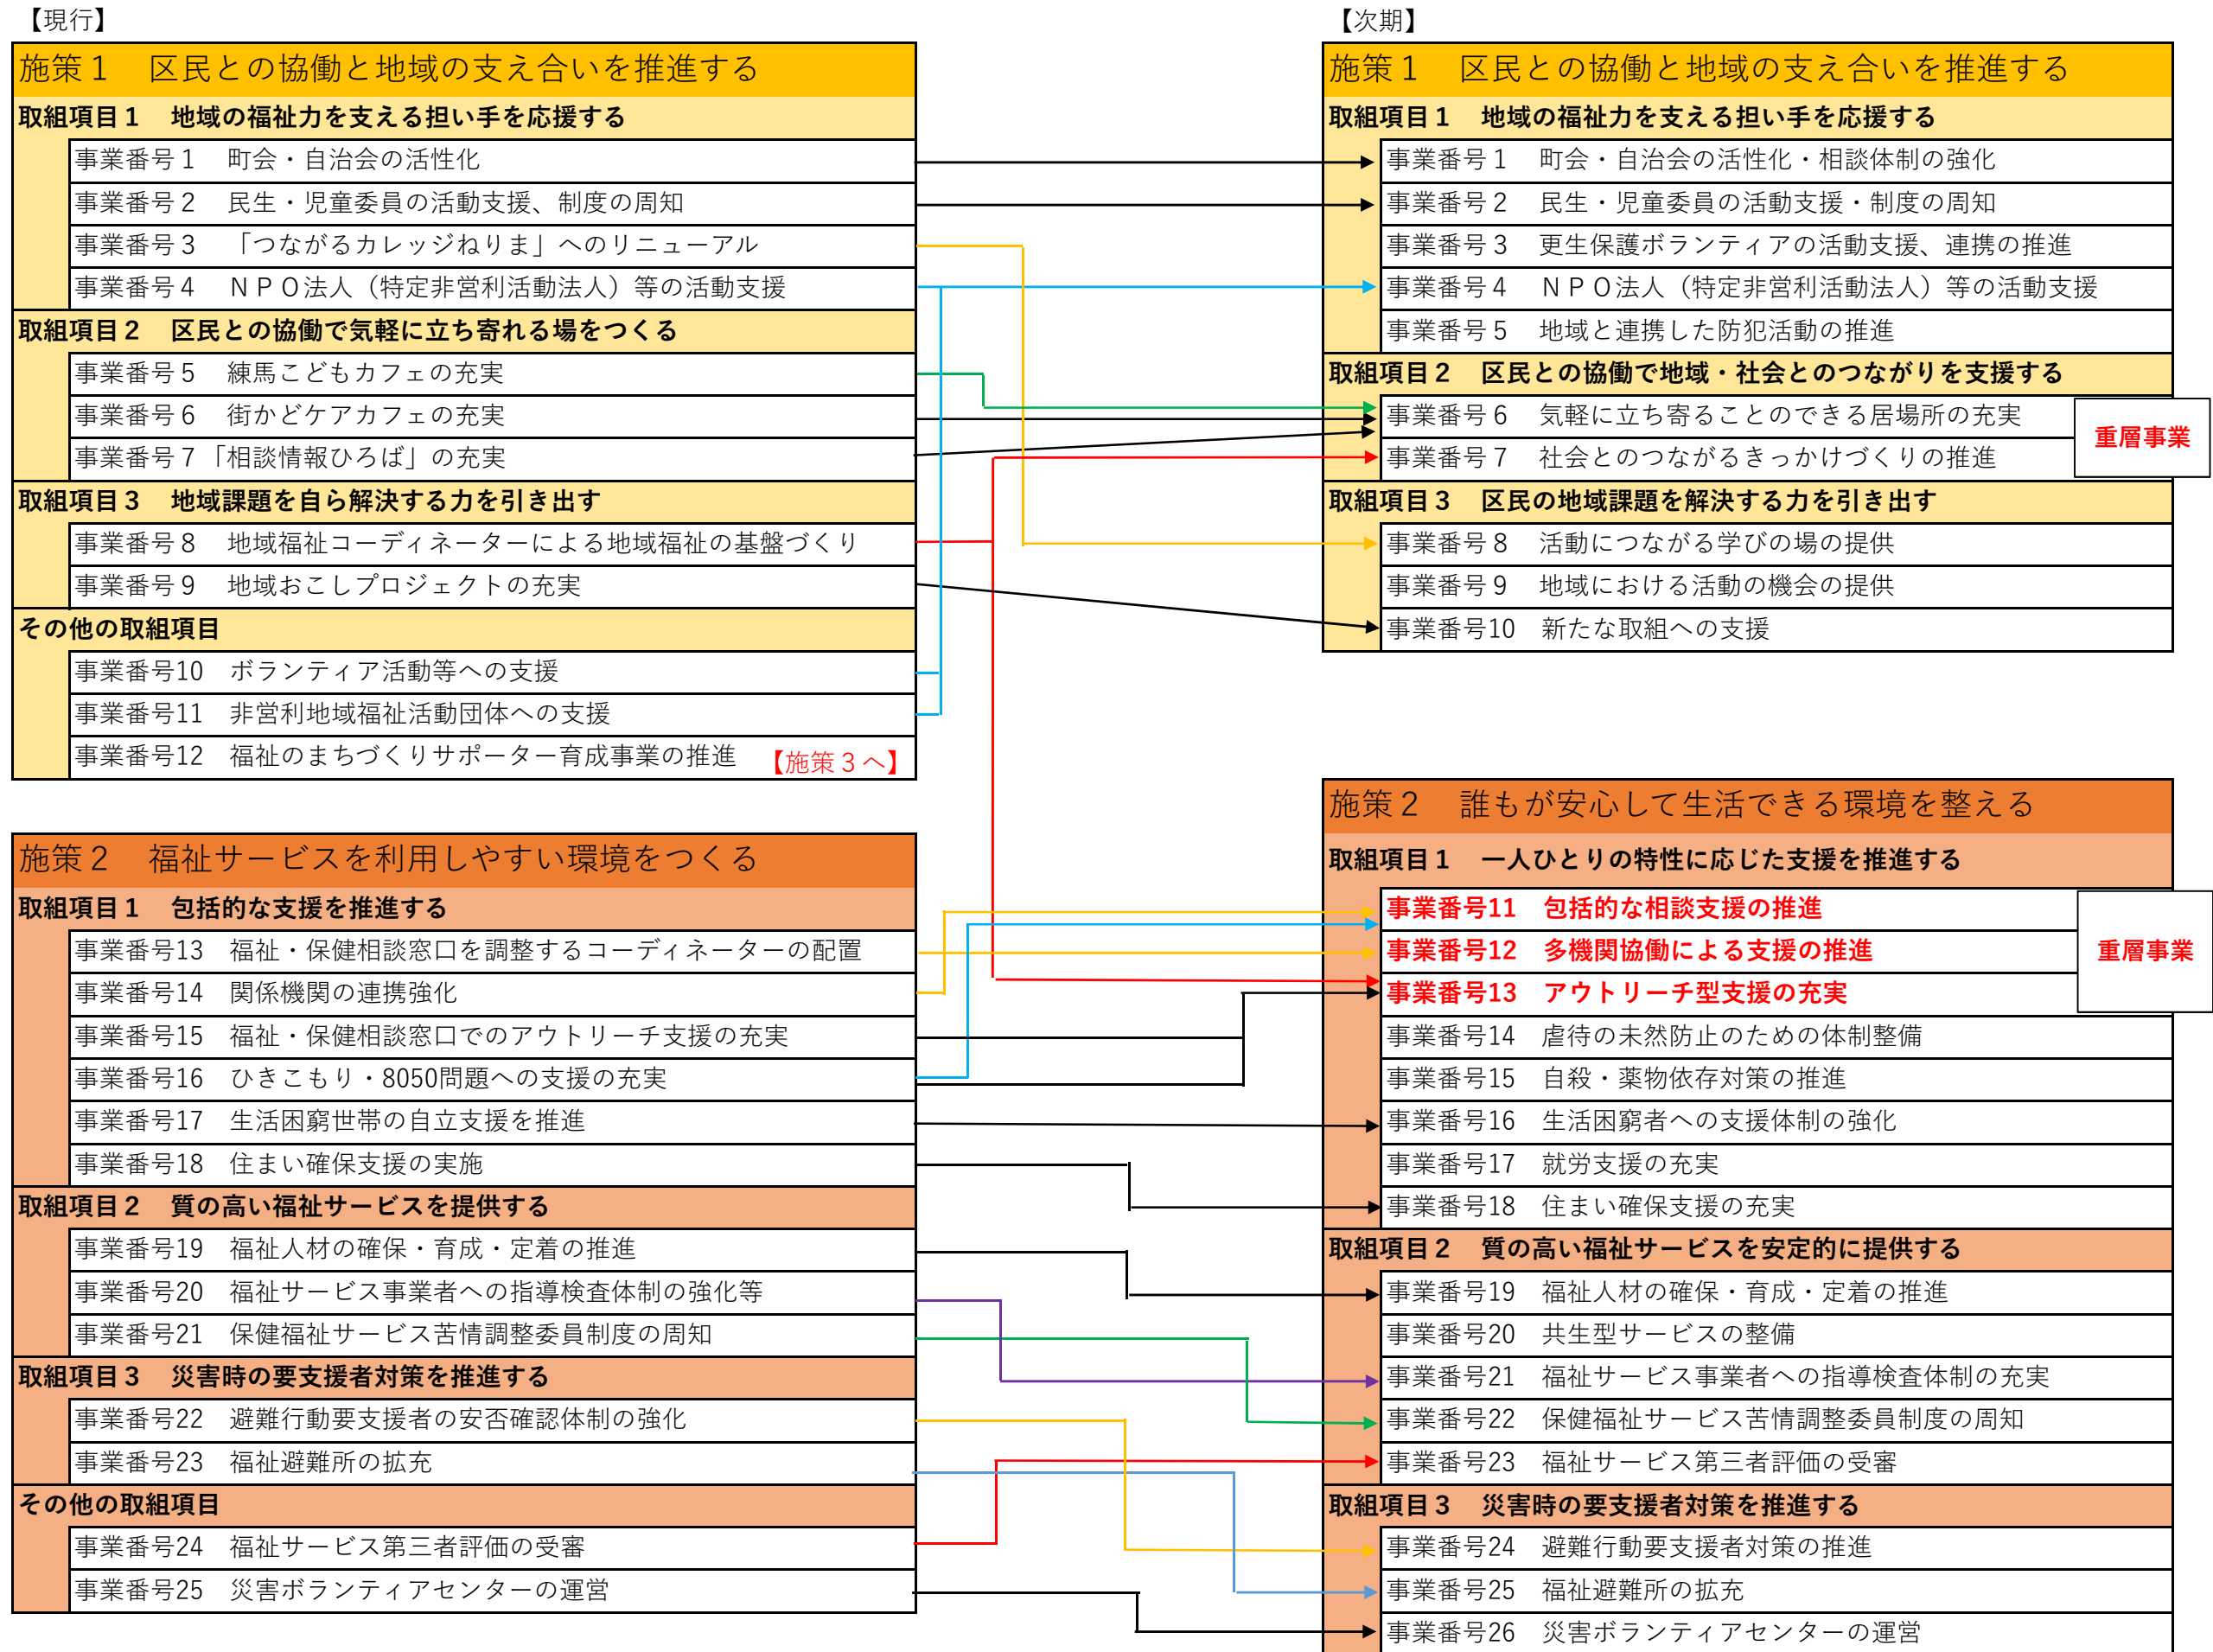 【現行】
施策１　区民との協働と地域の支え合いを推進する
取組項目１　地域の福祉力を支える担い手を応援する
事業番号１　町会・自治会の活性化
事業番号２　民生・児童委員の活動支援、制度の周知
事業番号３　「つながるカレッジねりま」へのリニューアル
事業番号４　ＮＰＯ法人（特定非営利活動法人）等の活動支援
取組項目２　区民との協働で気軽に立ち寄れる場をつくる
事業番号５　練馬こどもカフェの充実
事業番号６　街かどケアカフェの充実
事業番号７「相談情報ひろば」の充実
取組項目３　地域課題を自ら解決する力を引き出す
事業番号８　地域福祉コーディネーターによる地域福祉の基盤づくり
事業番号９　地域おこしプロジェクトの充実
その他の取組項目
事業番号10　ボランティア活動等への支援
事業番号11　非営利地域福祉活動団体への支援
事業番号12　福祉のまちづくりサポーター育成事業の推進　【施策３へ】
施策２　福祉サービスを利用しやすい環境をつくる
取組項目１　包括的な支援を推進する
事業番号13　福祉・保健相談窓口を調整するコーディネーターの配置
事業番号14　関係機関の連携強化
事業番号15　福祉・保健相談窓口でのアウトリーチ支援の充実
事業番号16　ひきこもり・8050問題への支援の充実
事業番号17　生活困窮世帯の自立支援を推進
事業番号18　住まい確保支援の実施
取組項目２　質の高い福祉サービスを提供する
事業番号19　福祉人材の確保・育成・定着の推進
事業番号20　福祉サービス事業者への指導検査体制の強化等
事業番号21　保健福祉サービス苦情調整委員制度の周知
取組項目３　災害時の要支援者対策を推進する
事業番号22　避難行動要支援者の安否確認体制の強化
事業番号23　福祉避難所の拡充
その他の取組項目
事業番号24　福祉サービス第三者評価の受審
事業番号25　災害ボランティアセンターの運営
【次期】
施策１　区民との協働と地域の支え合いを推進する
取組項目１　地域の福祉力を支える担い手を応援する
事業番号１　町会・自治会の活性化・相談体制の強化
事業番号２　民生・児童委員の活動支援・制度の周知
事業番号３　更生保護ボランティアの活動支援、連携の推進
事業番号４　ＮＰＯ法人（特定非営利活動法人）等の活動支援
事業番号５　地域と連携した防犯活動の推進
取組項目２　区民との協働で地域・社会とのつながりを支援する
事業番号６　気軽に立ち寄ることのできる居場所の充実
重層事業
事業番号７　社会とのつながるきっかけづくりの推進
取組項目３　区民の地域課題を解決する力を引き出す
事業番号８　活動につながる学びの場の提供
事業番号９　地域における活動の機会の提供
事業番号10　新たな取組への支援
施策２　誰もが安心して生活できる環境を整える
取組項目１　一人ひとりの特性に応じた支援を推進する
事業番号11　包括的な相談支援の推進
事業番号12　多機関協働による支援の推進
重層事業
事業番号13　アウトリーチ型支援の充実
事業番号14　虐待の未然防止のための体制整備
事業番号15　自殺・薬物依存対策の推進
事業番号16　生活困窮者への支援体制の強化
事業番号17　就労支援の充実
事業番号18　住まい確保支援の充実
取組項目２　質の高い福祉サービスを安定的に提供する
事業番号19　福祉人材の確保・育成・定着の推進
事業番号20　共生型サービスの整備
事業番号21　福祉サービス事業者への指導検査体制の充実
事業番号22　保健福祉サービス苦情調整委員制度の周知
事業番号23　福祉サービス第三者評価の受審
取組項目３　災害時の要支援者対策を推進する
事業番号24　避難行動要支援者対策の推進
事業番号25　福祉避難所の拡充
事業番号26　災害ボランティアセンターの運営